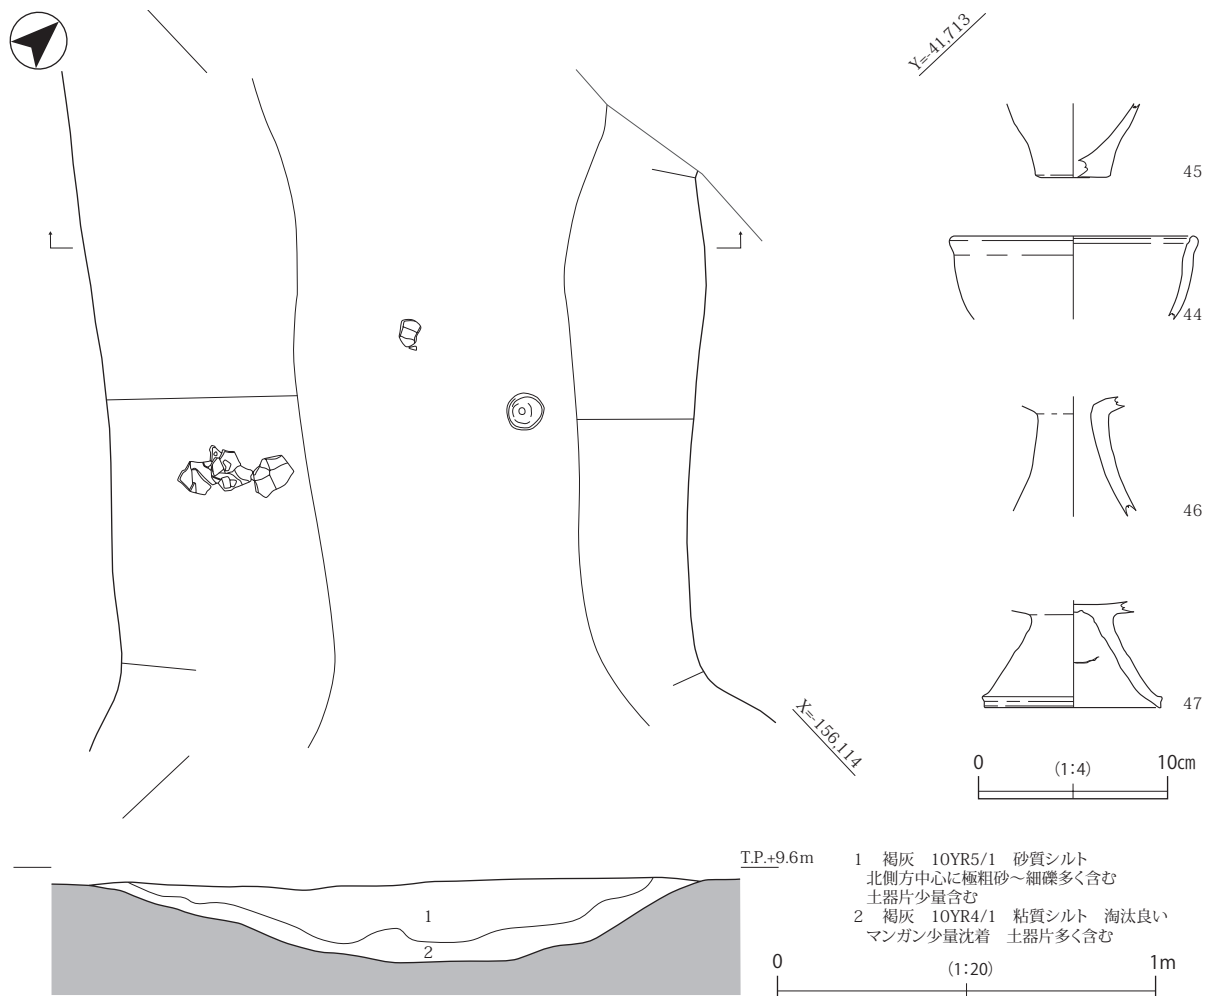 Y=-41,713
45
44
46
47
X=-156,114
0 (1:4) 10㎝
T.P.+9.6m
1 褐灰 10YR5/1 砂質シルト
北側方中心に極粗砂～細礫多く含む
土器片少量含む
2 褐灰 10YR4/1 粘質シルト 淘汰良い
マンガン少量沈着 土器片多く含む
1
2
0 (1:20) 1m